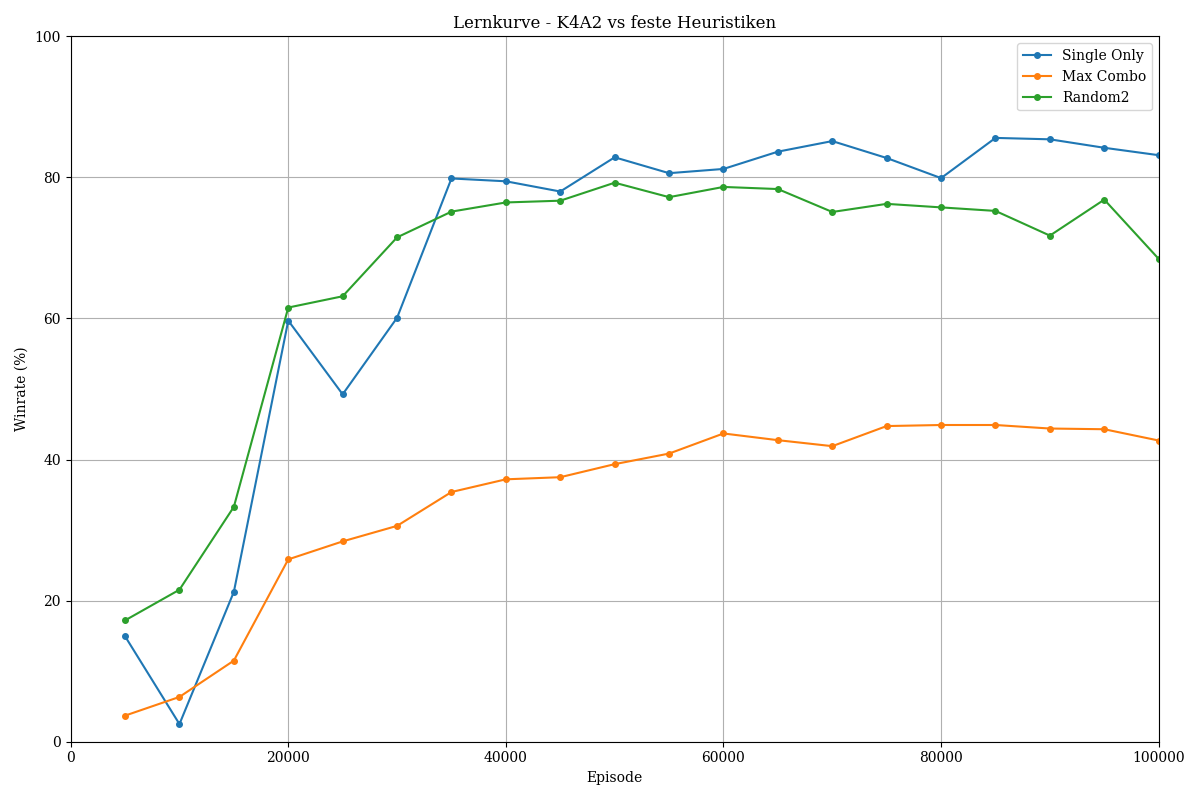 Lernkurve - K4A2 vs feste Heuristiken
Single Only
Max Combo
Random2
Winrate (%)
100
80
60
40
20
0
0 20000 40000 60000 80000 100000
Episode